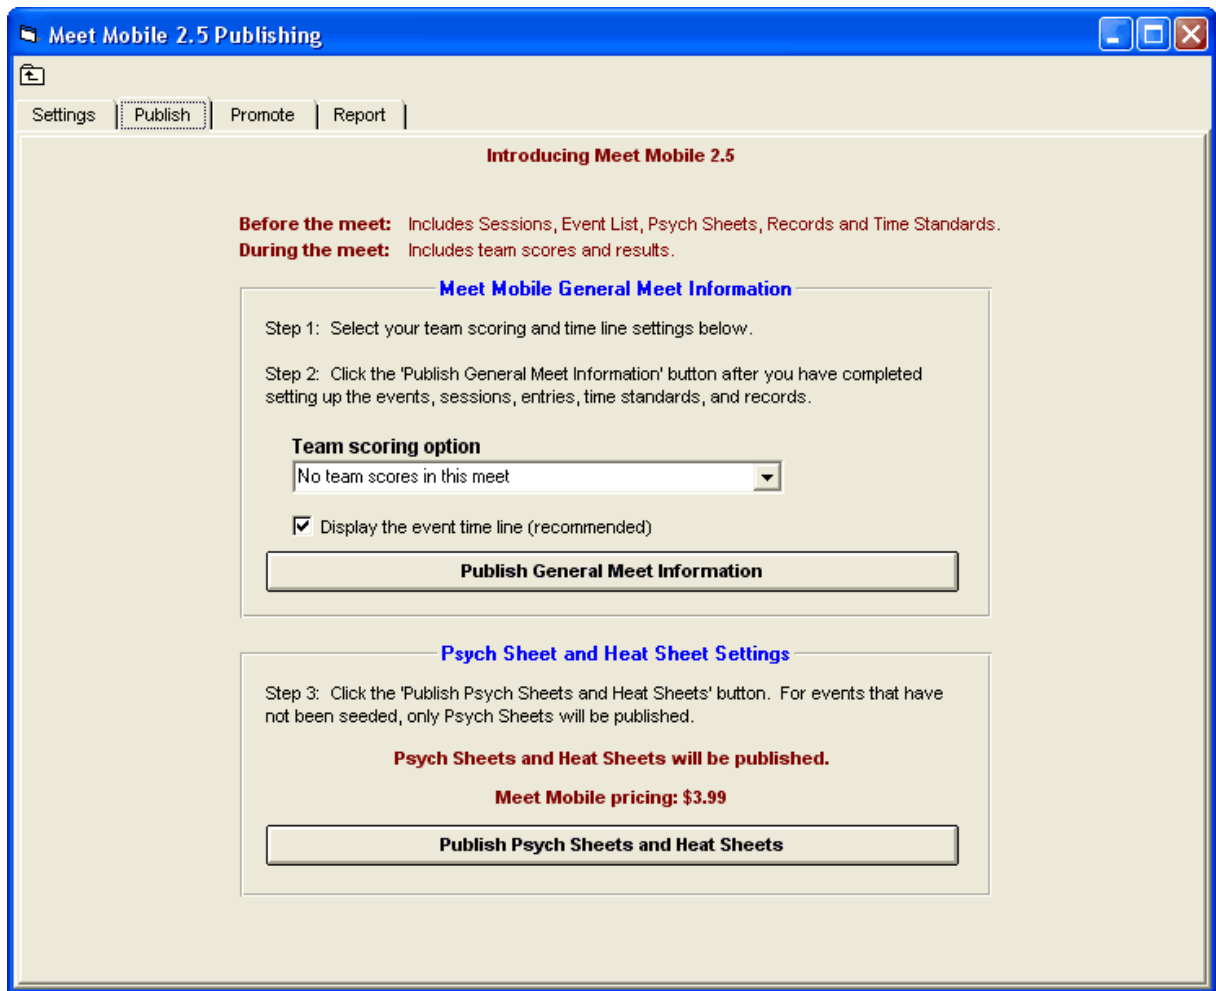 Meet Mobile 2.5 Publishing
Settings Publish Promote Report
Introducing Meet Mobile 2.5
Before the meet: Includes Sessions, Event List, Psych Sheets, Records and Time Standards.
During the meet: Includes team scores and results.
Meet Mobile General Meet Information
Step 1: Select your team scoring and time line settings below.
Step 2: Click the 'Publish General Meet Information' button after you have completed
setting up the events, sessions, entries, time standards, and records.
Team scoring option
No team scores in this meet
Display the event time line (recommended)
Publish General Meet Information
Psych Sheet and Heat Sheet Settings
Step 3: Click the 'Publish Psych Sheets and Heat Sheets' button. For events that have
not been seeded, only Psych Sheets will be published.
Psych Sheets and Heat Sheets will be published.
Meet Mobile pricing: $3.99
Publish Psych Sheets and Heat Sheets